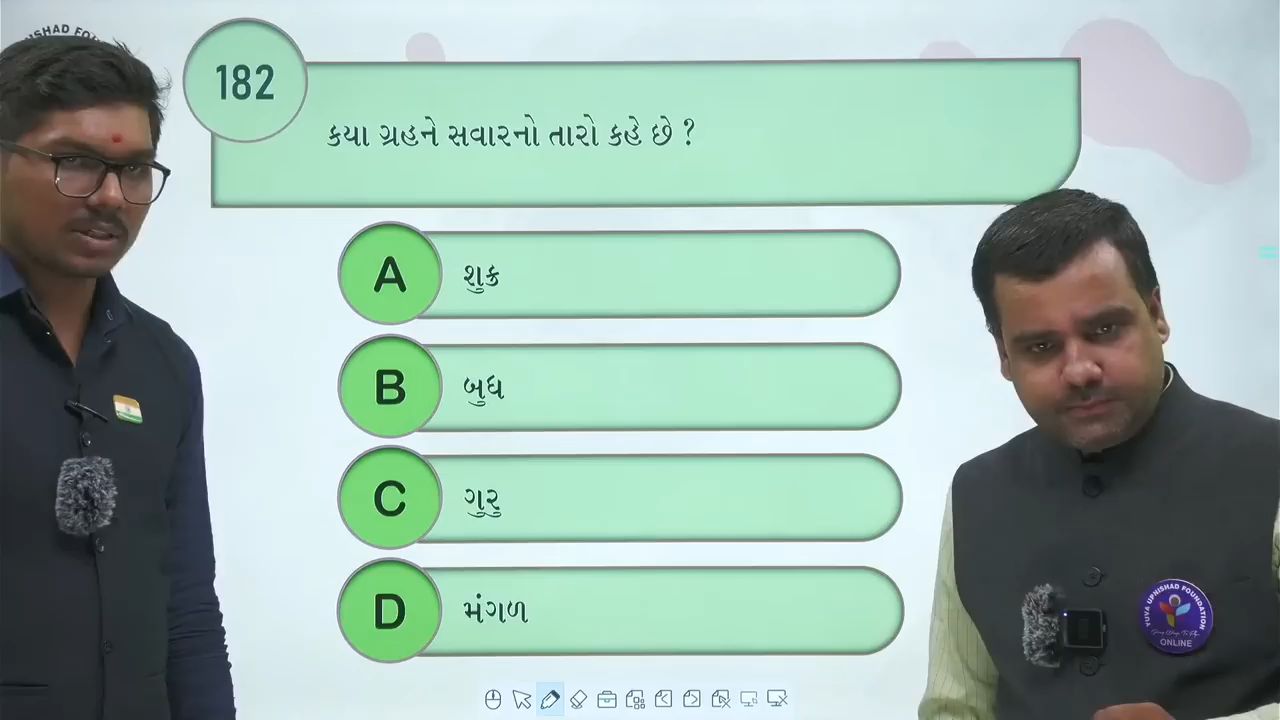 182
કયા ગ્રહને સવારનો તારો કહે છે ?
A
શુક્ર
B
બુધ
C
ગુરુ
D
મંગળ
YUVA UPNISHAD FOUNDATION
ONLINE